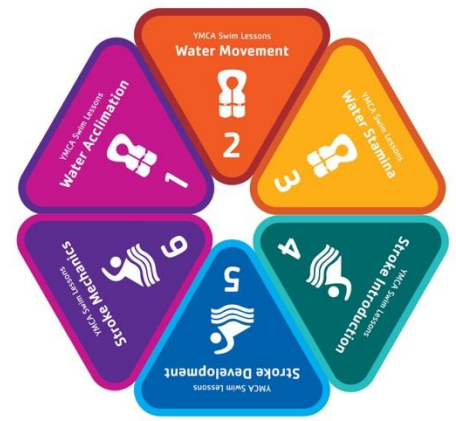 YMCA Swim Lessons
Water Acclimation
1
YMCA Swim Lessons
Water Movement
2
YMCA Swim Lessons
Water Stamina
3
YMCA Swim Lessons
Stroke Introduction
4
YMCA Swim Lessons
Stroke Development
5
YMCA Swim Lessons
Stroke Mechanics
6